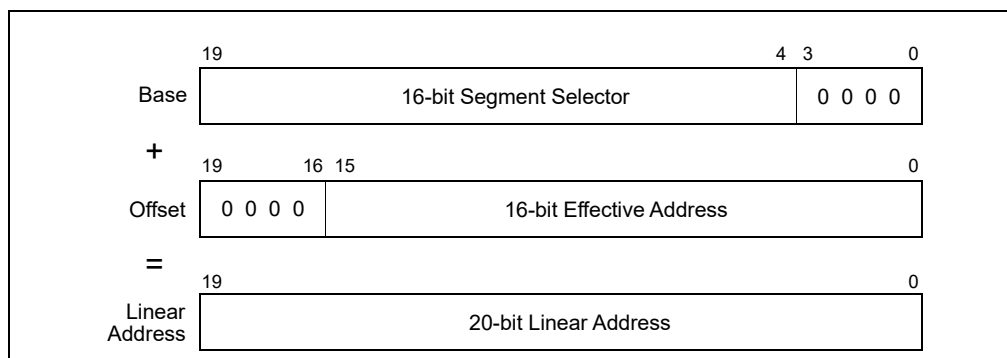 19 4 3 0
Base 16-bit Segment Selector 0 0 0 0
+
19 16 15 0
Offset 0 0 0 0 16-bit Effective Address
=
19 0
Linear
Address
20-bit Linear Address